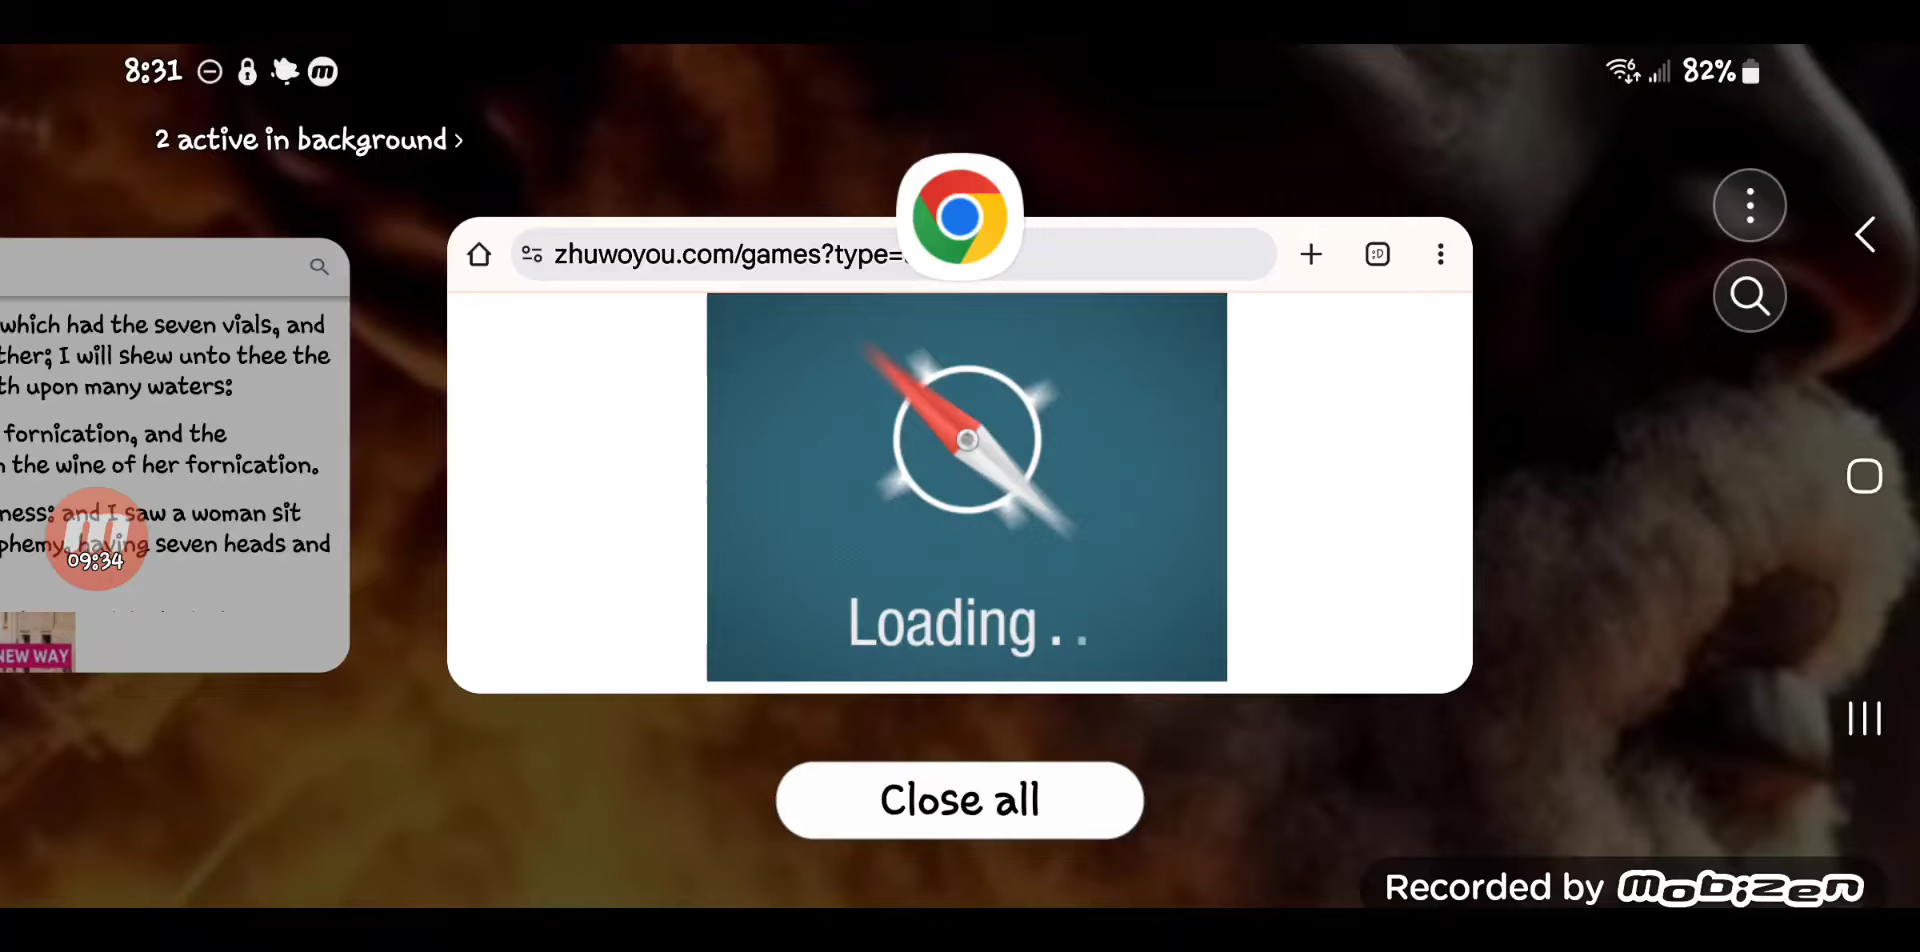 8:31
82%
2 active in background >
zhuwoyou.com/games?type=
:D
which had the seven vials, and
ther; I will shew unto thee the
th upon many waters:
fornication, and the
the wine of her fornication.
ness: and I saw a woman sit
phemy, having seven heads and
09:34
NEW WAY
Loading . .
Close all
Recorded by mobizen